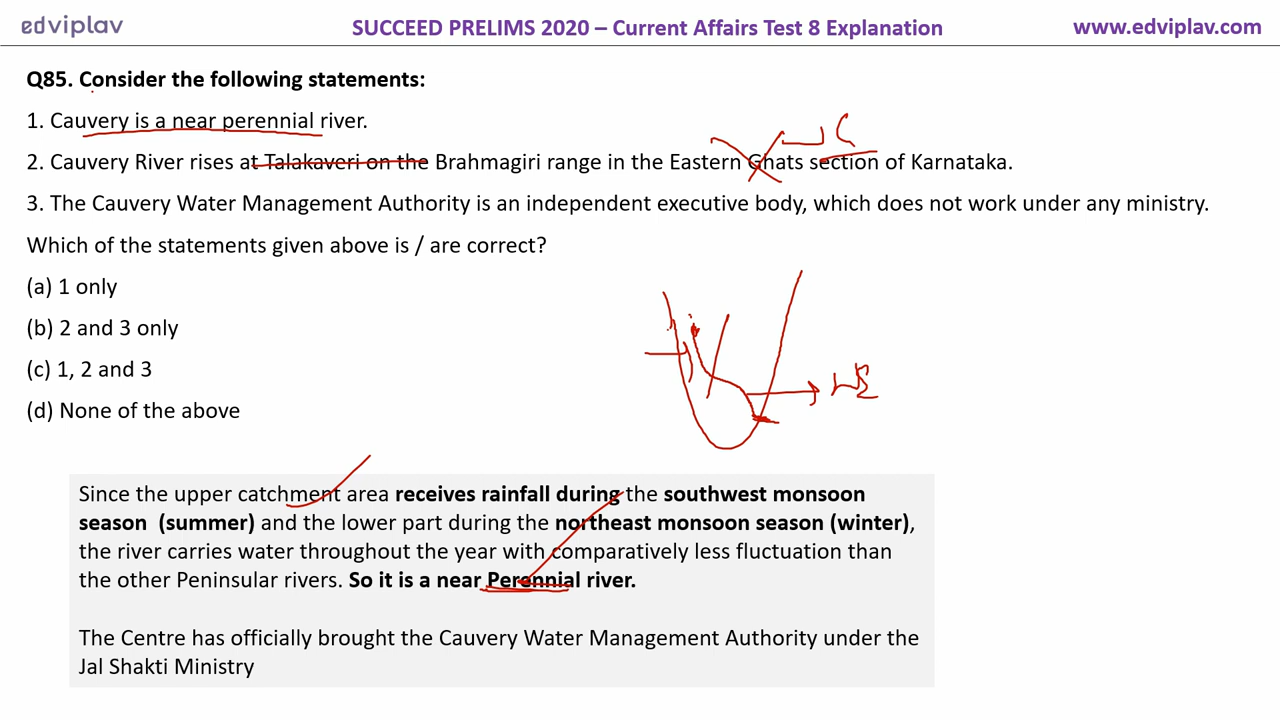 edviplav
SUCCEED PRELIMS 2020 – Current Affairs Test 8 Explanation
www.edviplav.com
Q85. Consider the following statements:
1. Cauvery is a near perennial river.
2. Cauvery River rises at Talakaveri on the Brahmagiri range in the Eastern Ghats section of Karnataka.
3. The Cauvery Water Management Authority is an independent executive body, which does not work under any ministry.
Which of the statements given above is / are correct?
(a) 1 only
(b) 2 and 3 only
(c) 1, 2 and 3
(d) None of the above
Since the upper catchment area receives rainfall during the southwest monsoon
season (summer) and the lower part during the northeast monsoon season (winter),
the river carries water throughout the year with comparatively less fluctuation than
the other Peninsular rivers. So it is a near Perennial river.
The Centre has officially brought the Cauvery Water Management Authority under the
Jal Shakti Ministry